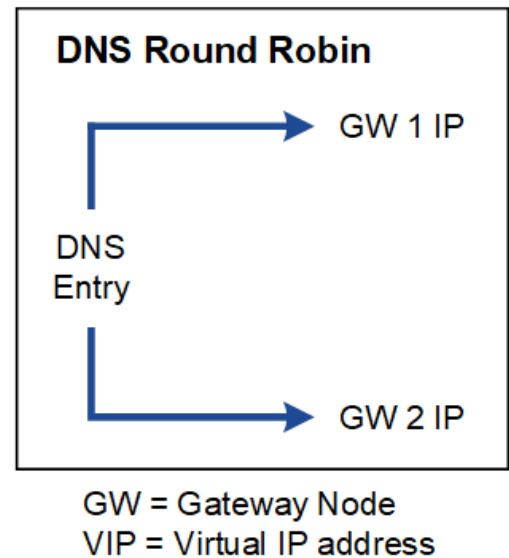 DNS Round Robin
GW 1 IP
DNS
Entry
GW 2 IP
GW = Gateway Node
VIP = Virtual IP address